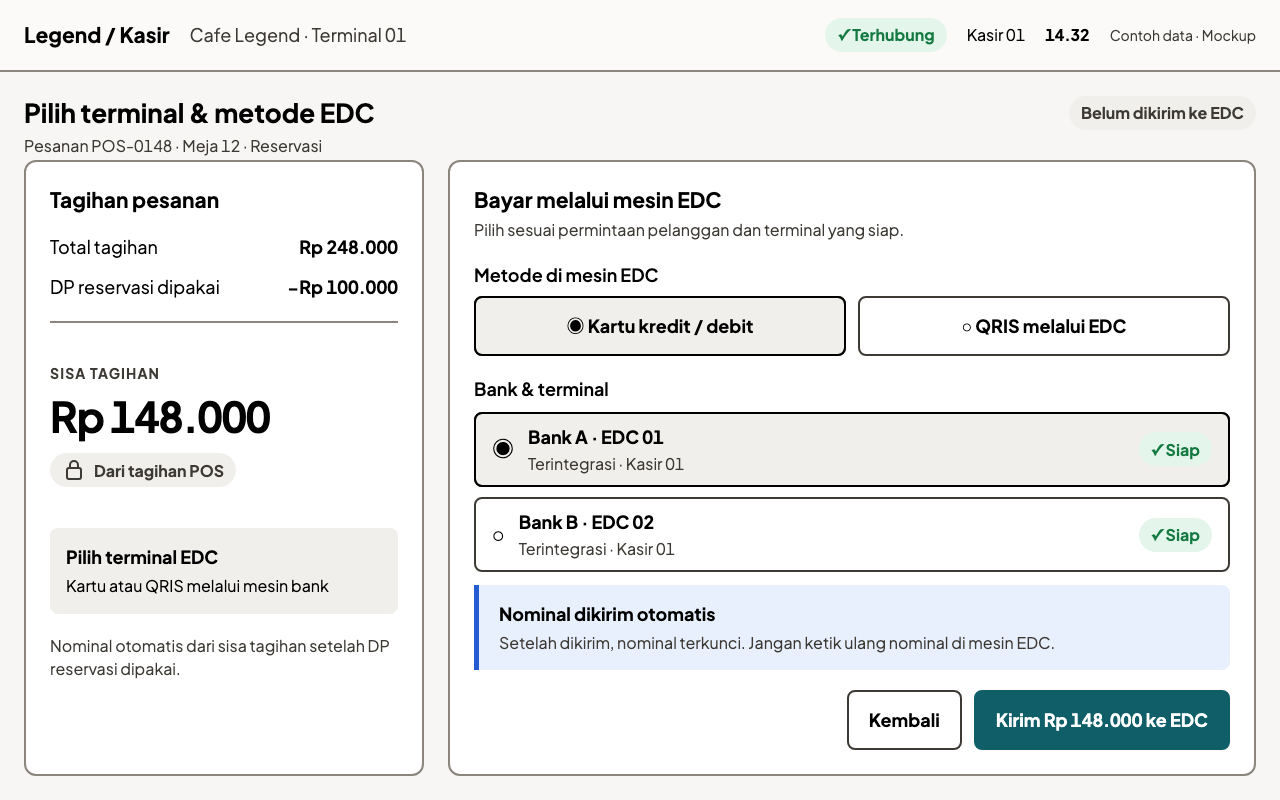 Legend / Kasir
Cafe Legend · Terminal 01
✓Terhubung
Kasir 01
14.32
Contoh data · Mockup
Pilih terminal & metode EDC
Belum dikirim ke EDC
Pesanan POS-0148 · Meja 12 · Reservasi
Tagihan pesanan
Total tagihan
Rp 248.000
DP reservasi dipakai
−Rp 100.000
SISA TAGIHAN
Rp 148.000
Dari tagihan POS
Pilih terminal EDC
Kartu atau QRIS melalui mesin bank
Nominal otomatis dari sisa tagihan setelah DP
reservasi dipakai.
Bayar melalui mesin EDC
Pilih sesuai permintaan pelanggan dan terminal yang siap.
Metode di mesin EDC
◉ Kartu kredit / debit
○ QRIS melalui EDC
Bank & terminal
◉ Bank A · EDC 01
Terintegrasi · Kasir 01
✓Siap
○ Bank B · EDC 02
Terintegrasi · Kasir 01
✓Siap
Nominal dikirim otomatis
Setelah dikirim, nominal terkunci. Jangan ketik ulang nominal di mesin EDC.
Kembali
Kirim Rp 148.000 ke EDC